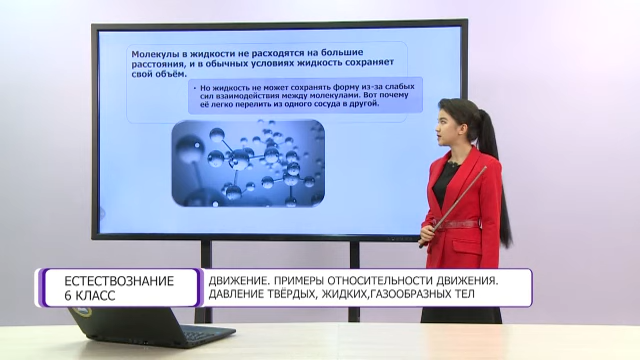 Молекулы в жидкости не расходятся на большие
расстояния, и в обычных условиях жидкость сохраняет
свой объём.
Но жидкость не может сохранять форму из-за слабых
сил взаимодействия между молекулами. Вот почему
её легко перелить из одного сосуда в другой.
ЕСТЕСТВОЗНАНИЕ
6 КЛАСС
ДВИЖЕНИЕ. ПРИМЕРЫ ОТНОСИТЕЛЬНОСТИ ДВИЖЕНИЯ.
ДАВЛЕНИЕ ТВЁРДЫХ, ЖИДКИХ,ГАЗООБРАЗНЫХ ТЕЛ